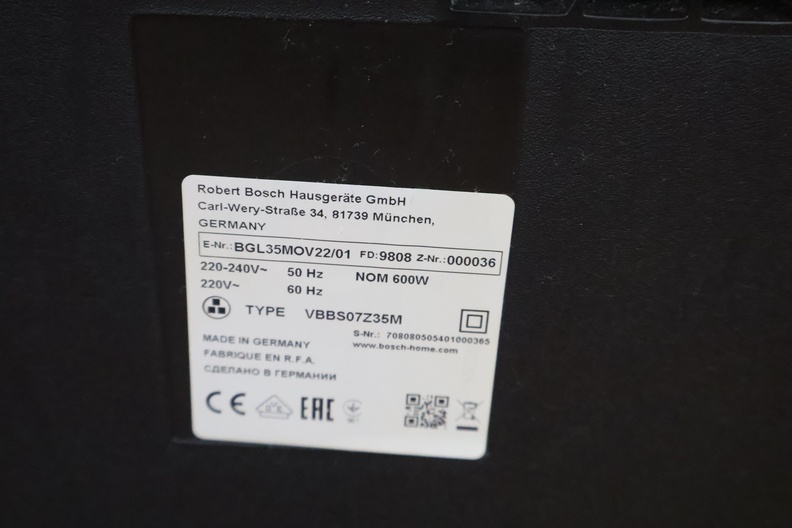 Robert Bosch Hausgeräte GmbH
Carl-Wery-Straße 34, 81739 München,
GERMANY
E-Nr.: BGL35MOV22/01 FD: 9808 Z-Nr.: 000036
220-240V~ 50 Hz NOM 600W
220V~ 60 Hz
TYPE VBBS07Z35M
S-Nr.: 708080505401000365
MADE IN GERMANY www.bosch-home.com
FABRIQUE EN R.F.A.
СДЕЛАНО В ГЕРМАНИИ
CE EAC